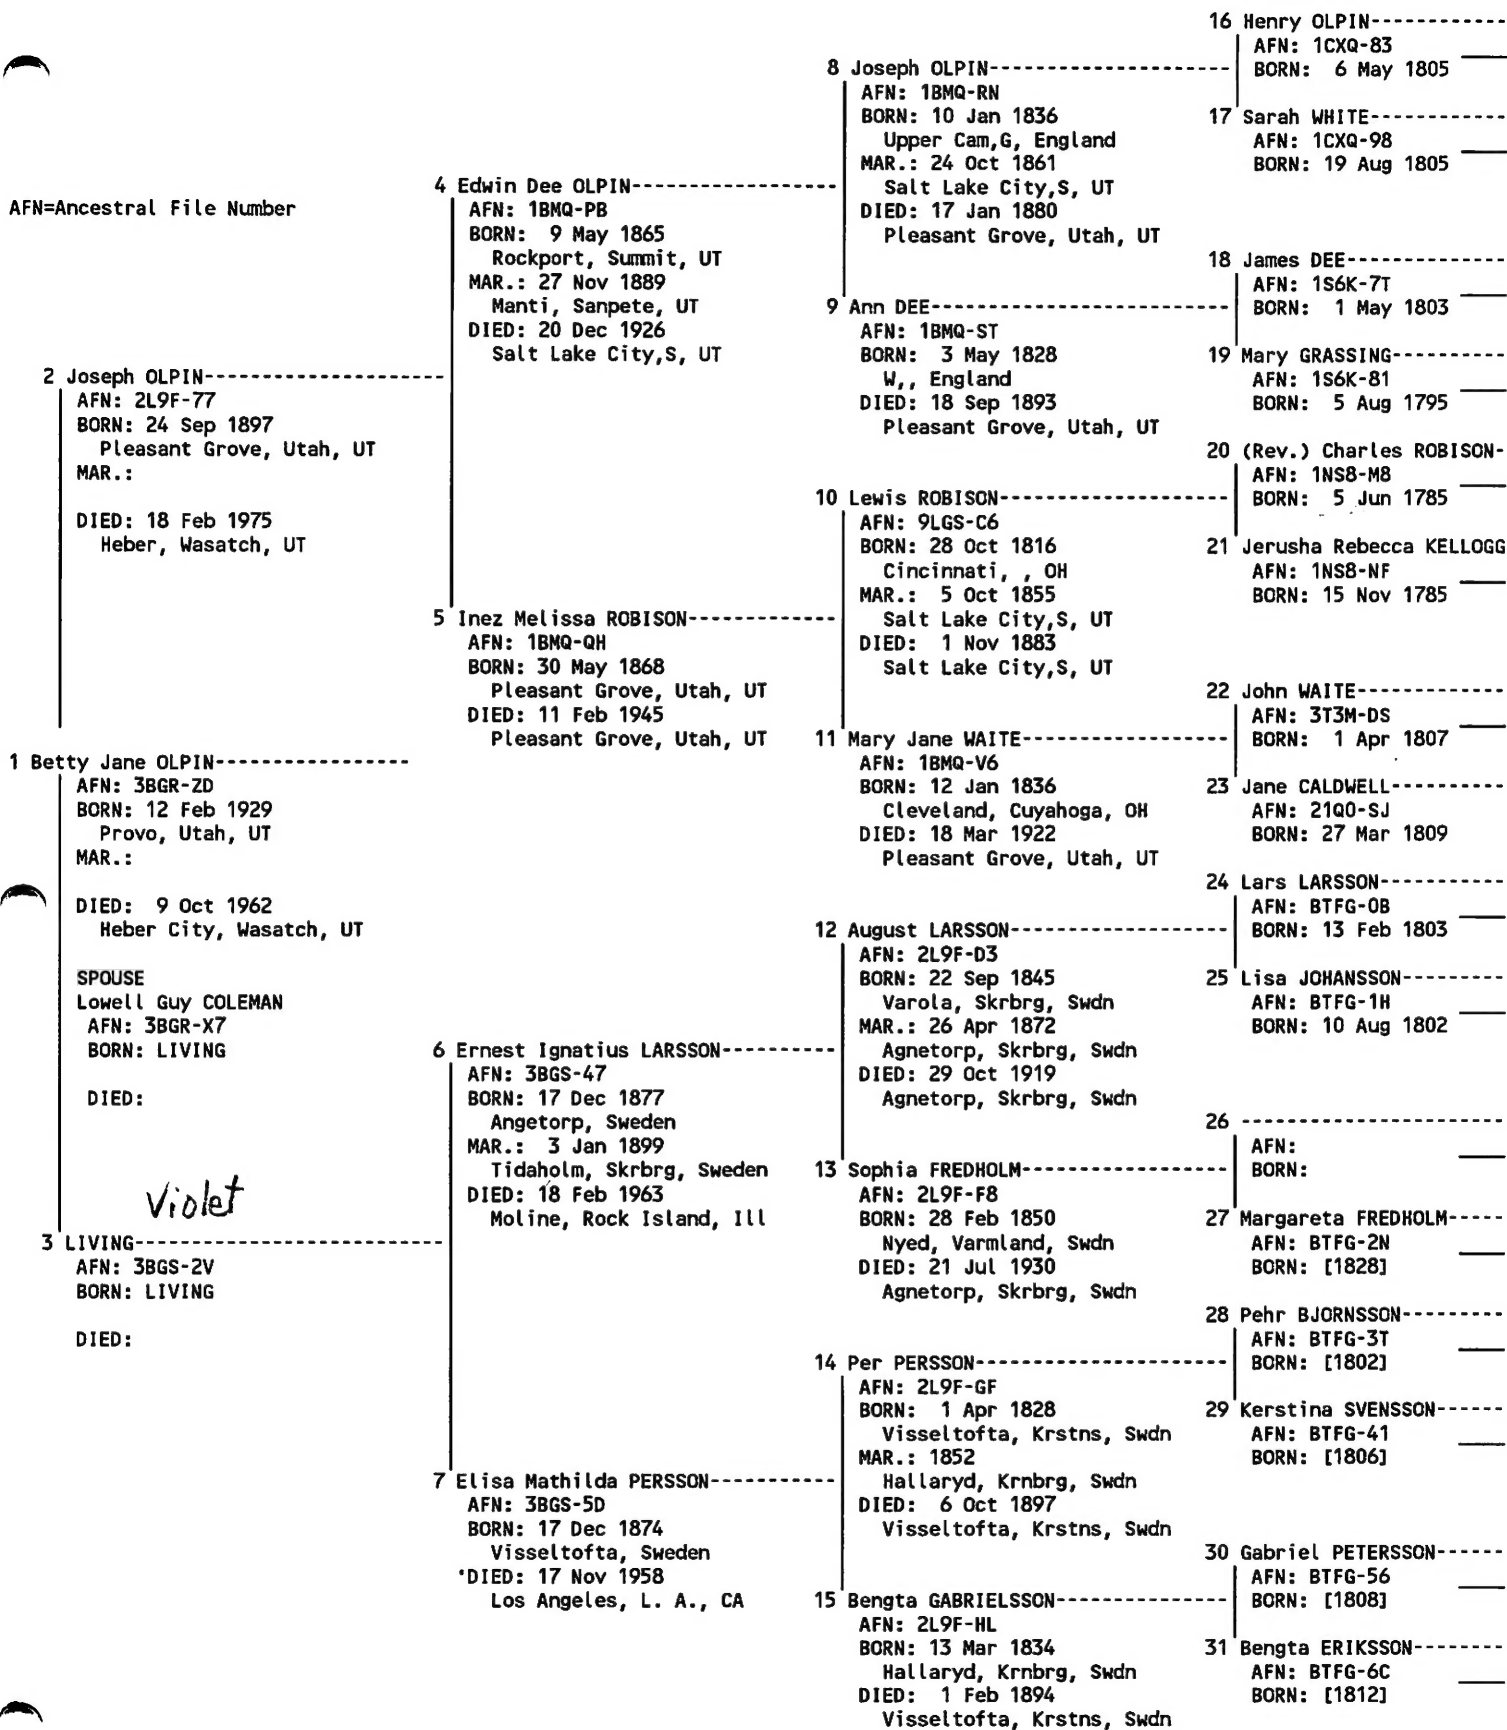 AFN=Ancestral File Number
1 Betty Jane OLPIN-----------------
AFN: 3BGR-ZD
BORN: 12 Feb 1929
Provo, Utah, UT
MAR.:
DIED: 9 Oct 1962
Heber City, Wasatch, UT
SPOUSE
Lowell Guy COLEMAN
AFN: 3BGR-X7
BORN: LIVING
DIED:
2 Joseph OLPIN--------------------
AFN: 2L9F-77
BORN: 24 Sep 1897
Pleasant Grove, Utah, UT
MAR.:
DIED: 18 Feb 1975
Heber, Wasatch, UT
Violet
3 LIVING--------------------------
AFN: 3BGS-2V
BORN: LIVING
DIED:
4 Edwin Dee OLPIN-----------------
AFN: 1BMQ-PB
BORN: 9 May 1865
Rockport, Summit, UT
MAR.: 27 Nov 1889
Manti, Sanpete, UT
DIED: 20 Dec 1926
Salt Lake City,S, UT
5 Inez Melissa ROBISON------------
AFN: 1BMQ-QH
BORN: 30 May 1868
Pleasant Grove, Utah, UT
DIED: 11 Feb 1945
Pleasant Grove, Utah, UT
6 Ernest Ignatius LARSSON---------
AFN: 3BGS-47
BORN: 17 Dec 1877
Angetorp, Sweden
MAR.: 3 Jan 1899
Tidaholm, Skrbrg, Sweden
DIED: 18 Feb 1963
Moline, Rock Island, Ill
7 Elisa Mathilda PERSSON----------
AFN: 3BGS-5D
BORN: 17 Dec 1874
Visseltofta, Sweden
DIED: 17 Nov 1958
Los Angeles, L. A., CA
8 Joseph OLPIN--------------------
AFN: 1BMQ-RN
BORN: 10 Jan 1836
Upper Cam,G, England
MAR.: 24 Oct 1861
Salt Lake City,S, UT
DIED: 17 Jan 1880
Pleasant Grove, Utah, UT
9 Ann DEE-------------------------
AFN: 1BMQ-ST
BORN: 3 May 1828
W,, England
DIED: 18 Sep 1893
Pleasant Grove, Utah, UT
10 Lewis ROBISON-------------------
AFN: 9LGS-C6
BORN: 28 Oct 1816
Cincinnati, , OH
MAR.: 5 Oct 1855
Salt Lake City,S, UT
DIED: 1 Nov 1883
Salt Lake City,S, UT
11 Mary Jane WAITE-----------------
AFN: 1BMQ-V6
BORN: 12 Jan 1836
Cleveland, Cuyahoga, OH
DIED: 18 Mar 1922
Pleasant Grove, Utah, UT
12 August LARSSON------------------
AFN: 2L9F-D3
BORN: 22 Sep 1845
Varola, Skrbrg, Swdn
MAR.: 26 Apr 1872
Agnetorp, Skrbrg, Swdn
DIED: 29 Oct 1919
Agnetorp, Skrbrg, Swdn
13 Sophia FREDHOLM-----------------
AFN: 2L9F-F8
BORN: 28 Feb 1850
Nyed, Varmland, Swdn
DIED: 21 Jul 1930
Agnetorp, Skrbrg, Swdn
14 Per PERSSON---------------------
AFN: 2L9F-GF
BORN: 1 Apr 1828
Visseltofta, Krstns, Swdn
MAR.: 1852
Hallaryd, Krnbrg, Swdn
DIED: 6 Oct 1897
Visseltofta, Krstns, Swdn
15 Bengta GABRIELSSON--------------
AFN: 2L9F-HL
BORN: 13 Mar 1834
Hallaryd, Krnbrg, Swdn
DIED: 1 Feb 1894
Visseltofta, Krstns, Swdn
16 Henry OLPIN------------
AFN: 1CXQ-83
BORN: 6 May 1805
17 Sarah WHITE------------
AFN: 1CXQ-98
BORN: 19 Aug 1805
18 James DEE--------------
AFN: 1S6K-7T
BORN: 1 May 1803
19 Mary GRASSING----------
AFN: 1S6K-81
BORN: 5 Aug 1795
20 (Rev.) Charles ROBISON-
AFN: 1NS8-M8
BORN: 5 Jun 1785
21 Jerusha Rebecca KELLOGG
AFN: 1NS8-NF
BORN: 15 Nov 1785
22 John WAITE-------------
AFN: 3T3M-DS
BORN: 1 Apr 1807
23 Jane CALDWELL----------
AFN: 21Q0-SJ
BORN: 27 Mar 1809
24 Lars LARSSON-----------
AFN: BTFG-0B
BORN: 13 Feb 1803
25 Lisa JOHANSSON---------
AFN: BTFG-1H
BORN: 10 Aug 1802
26 -----------------------
AFN:
BORN:
27 Margareta FREDHOLM-----
AFN: BTFG-2N
BORN: [1828]
28 Pehr BJORNSSON---------
AFN: BTFG-3T
BORN: [1802]
29 Kerstina SVENSSON------
AFN: BTFG-41
BORN: [1806]
30 Gabriel PETERSSON------
AFN: BTFG-56
BORN: [1808]
31 Bengta ERIKSSON--------
AFN: BTFG-6C
BORN: [1812]